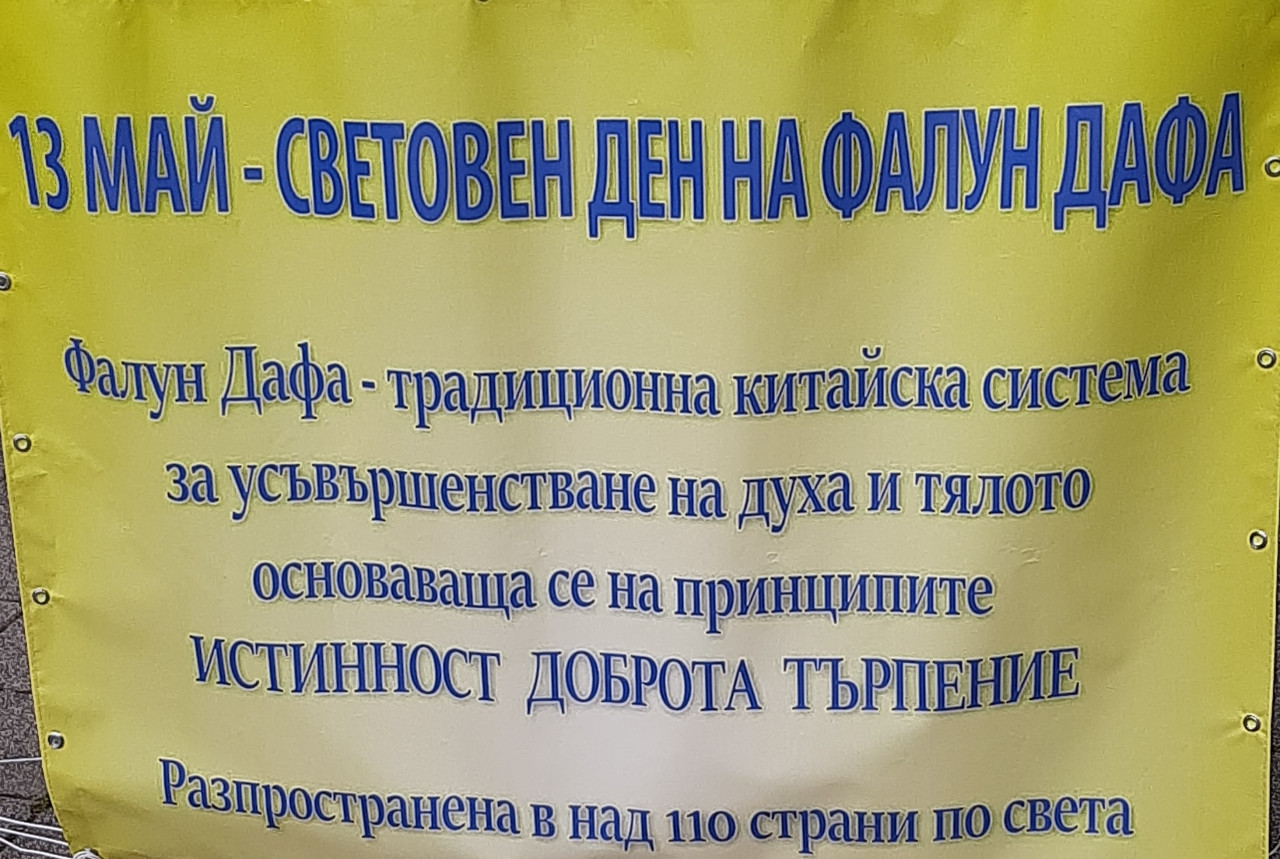 13 МАЙ - СВЕТОВЕН ДЕН НА ФАЛУН ДАФА
Фалун Дафа - традиционна китайска система
за усъвършенстване на духа и тялото
основаваща се на принципите
ИСТИННОСТ ДОБРОТА ТЪРПЕНИЕ
Разпространена в над 110 страни по света